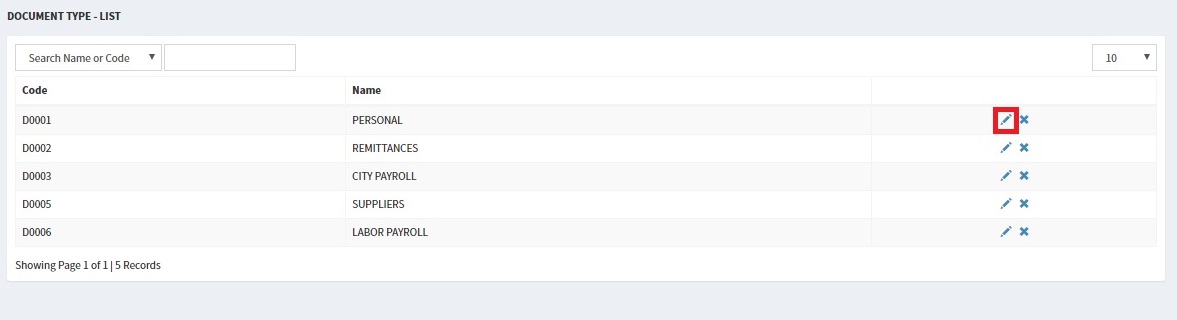 DOCUMENT TYPE - LIST
Search Name or Code 10
Code Name
D0001 PERSONAL
D0002 REMITTANCES
D0003 CITY PAYROLL
D0005 SUPPLIERS
D0006 LABOR PAYROLL
Showing Page 1 of 1 | 5 Records